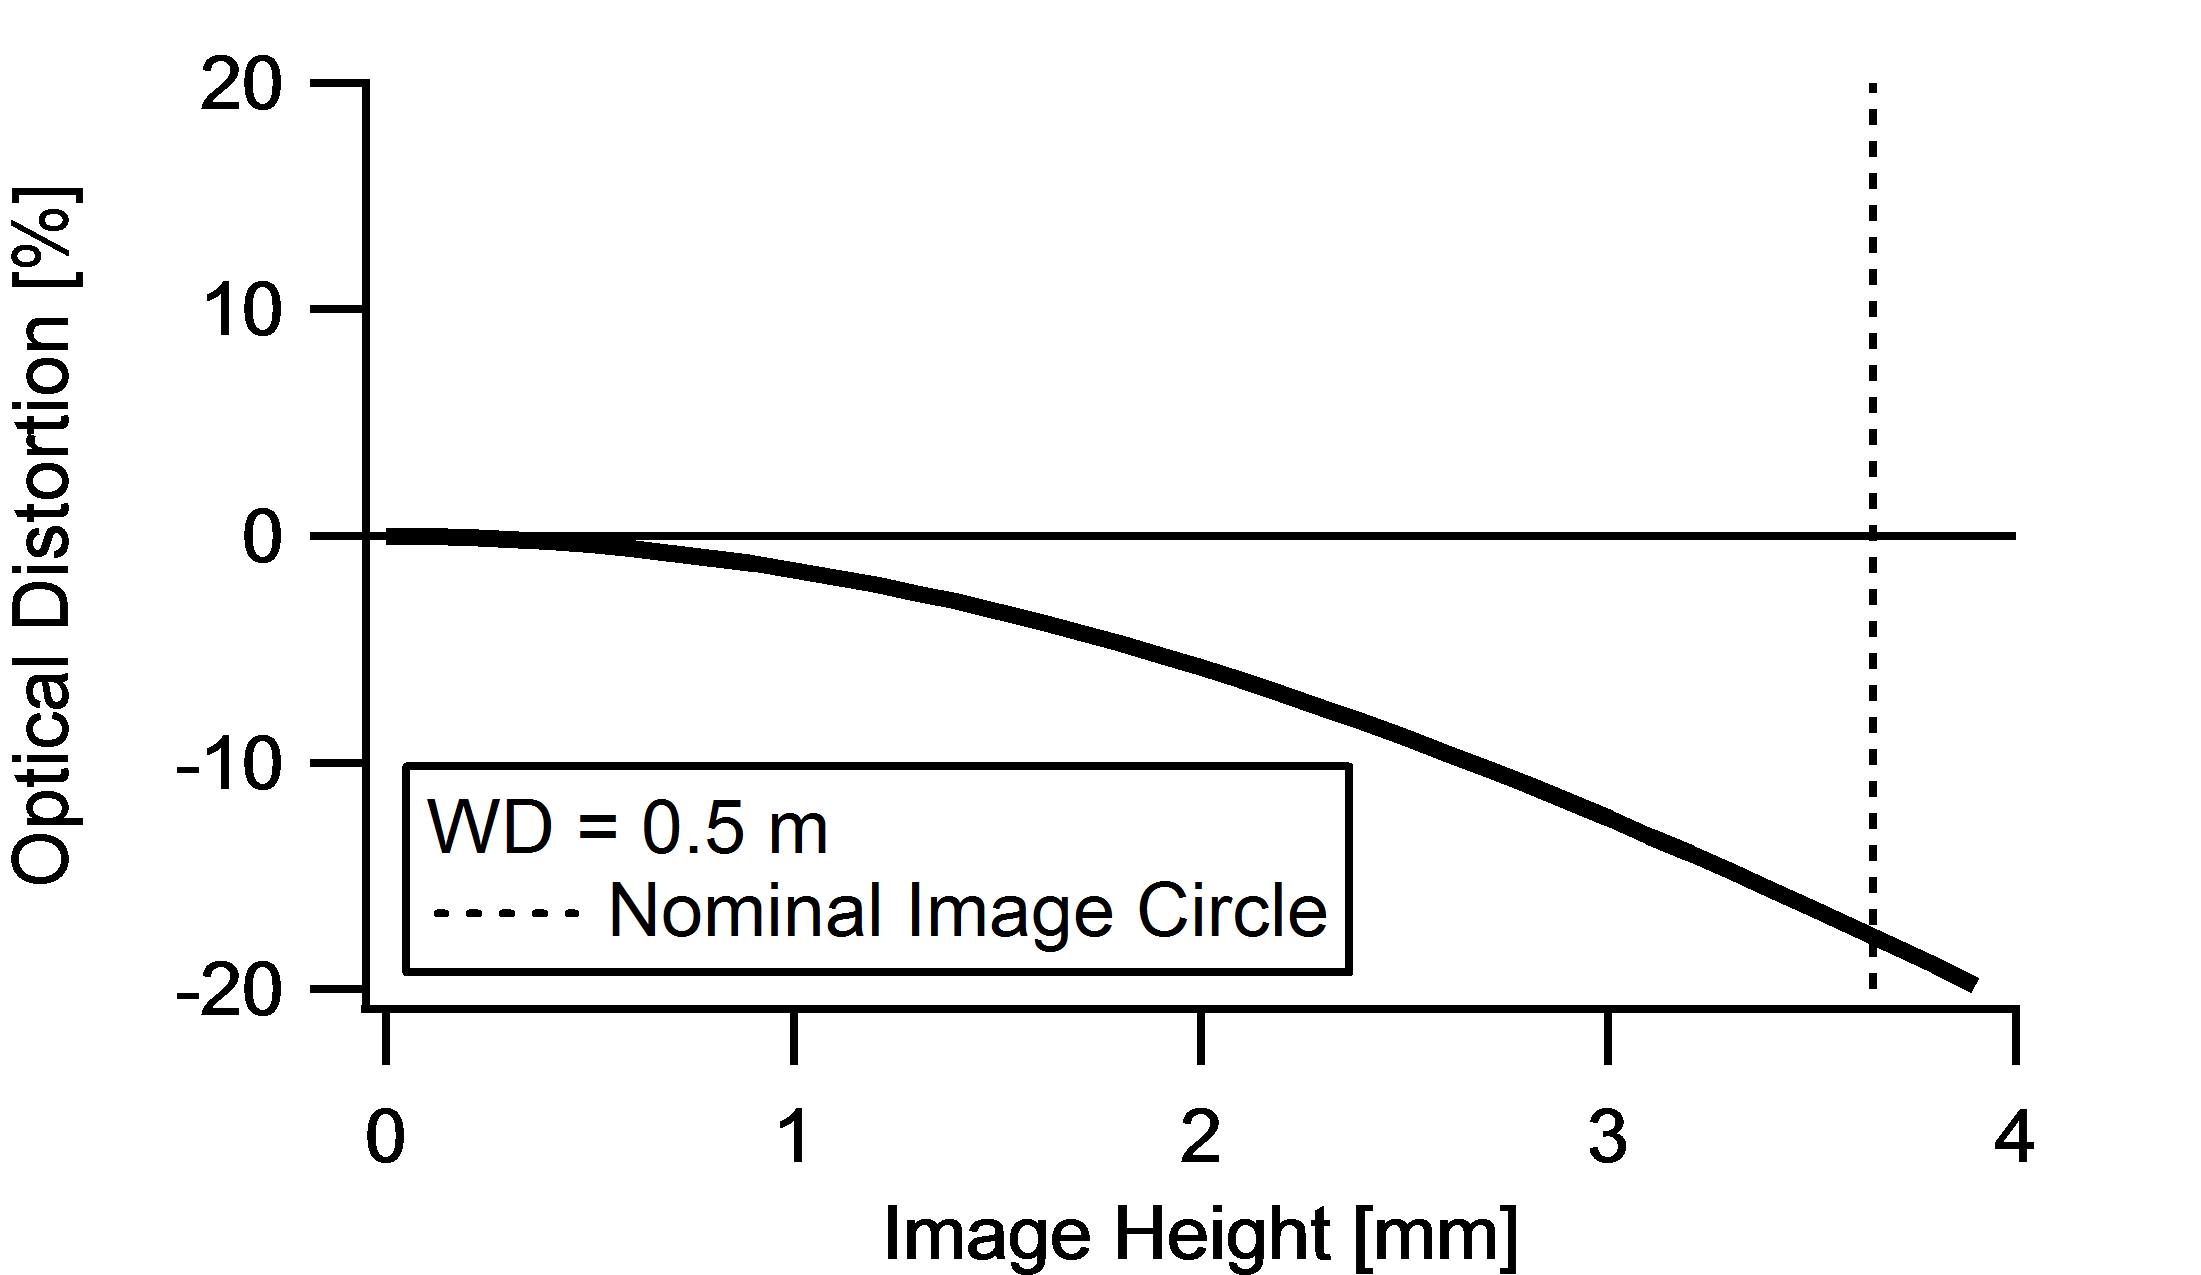 Optical Distortion [%]
20
10
0
-10
-20
WD = 0.5 m
Nominal Image Circle
0 1 2 3 4
Image Height [mm]